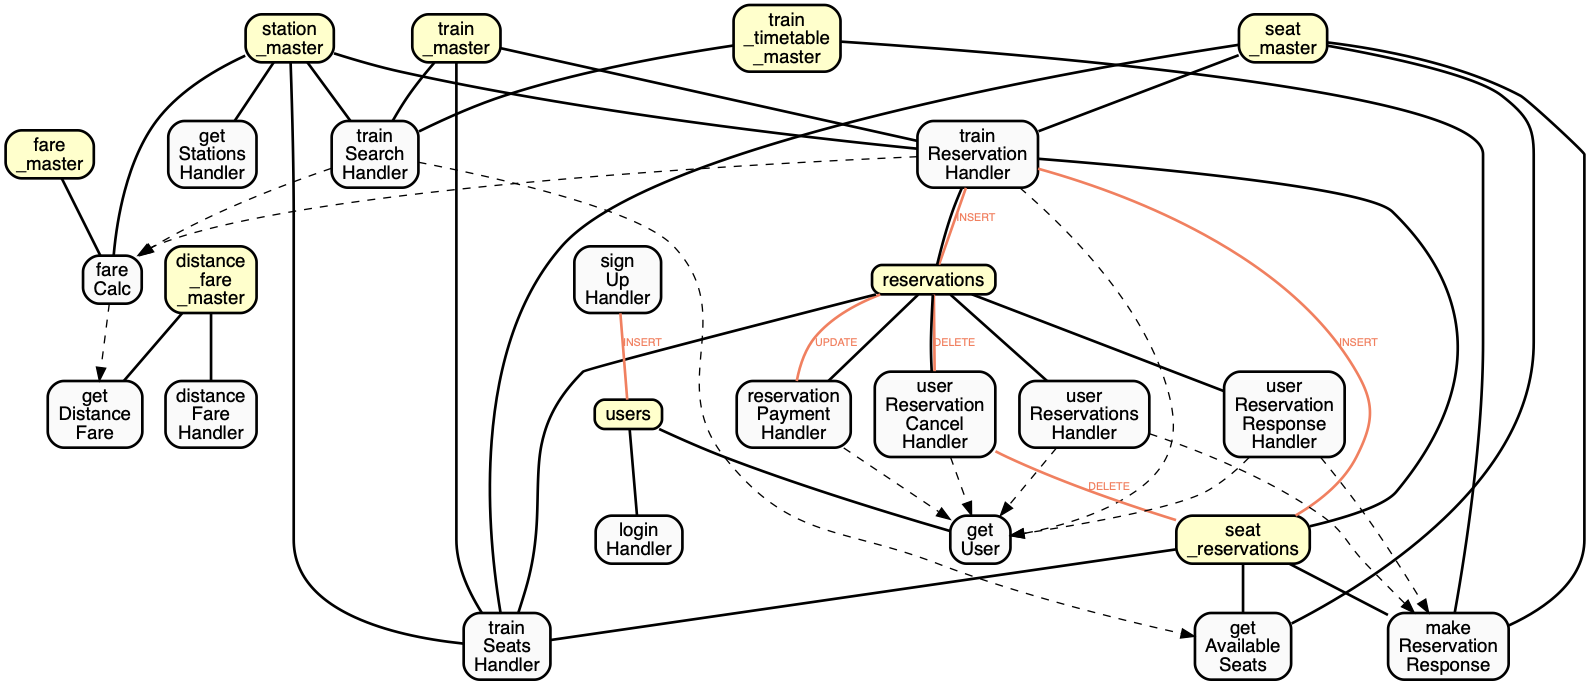 station
_master
train
_master
train
_timetable
_master
seat
_master
fare
_master
get
Stations
Handler
train
Search
Handler
train
Reservation
Handler
INSERT
fare
Calc
distance
_fare
_master
sign
Up
Handler
reservations
INSERT
UPDATE
DELETE
INSERT
get
Distance
Fare
distance
Fare
Handler
users
reservation
Payment
Handler
user
Reservation
Cancel
Handler
user
Reservations
Handler
user
Reservation
Response
Handler
DELETE
login
Handler
get
User
seat
_reservations
train
Seats
Handler
get
Available
Seats
make
Reservation
Response